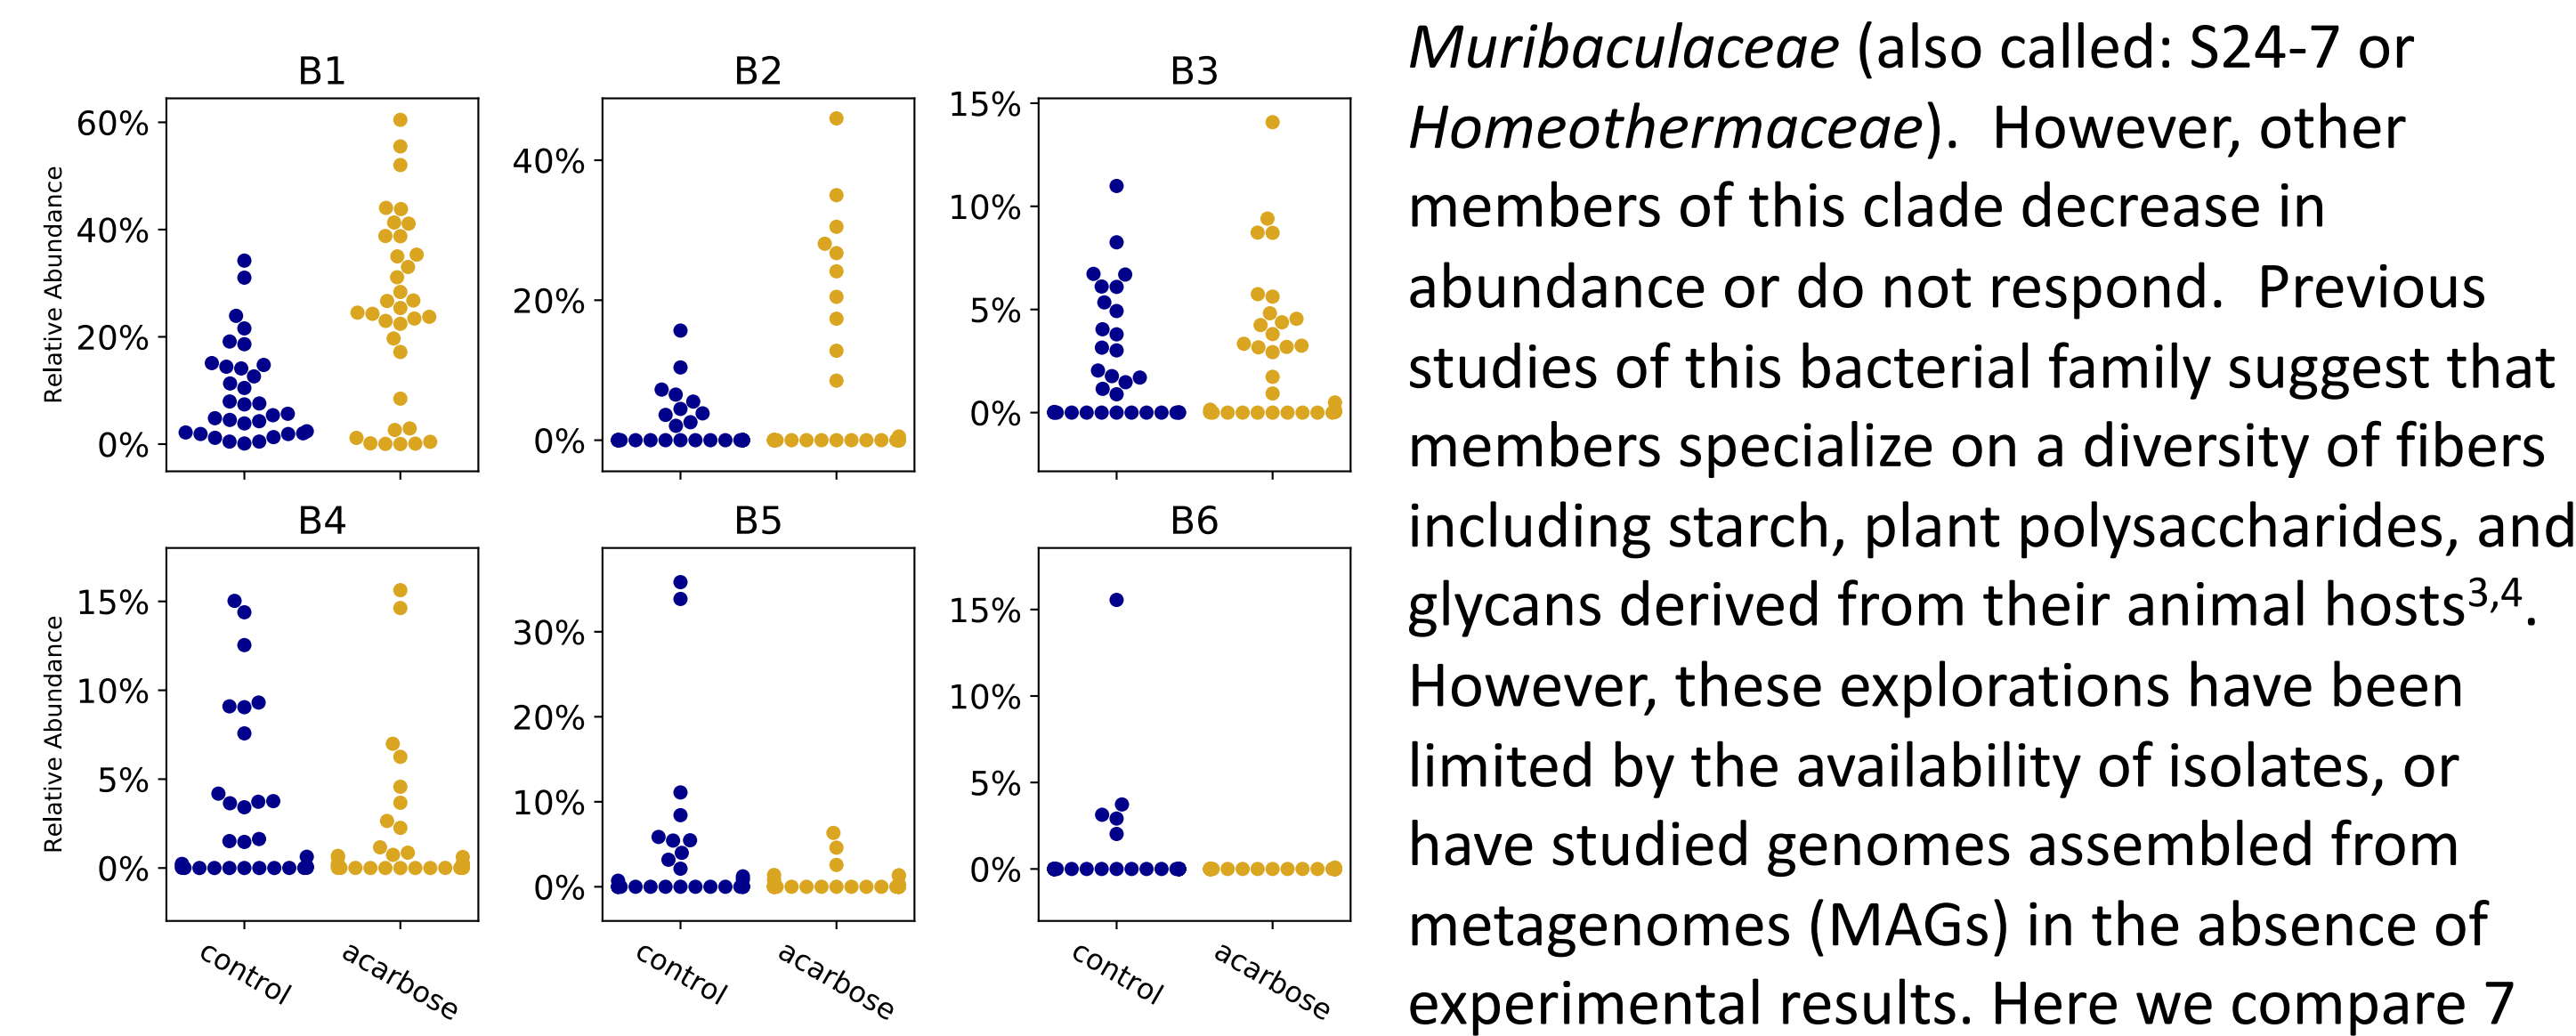 B1
B2
B3
60%
40%
20%
0%
Relative Abundance
40%
20%
0%
15%
10%
5%
0%
B4
B5
B6
15%
10%
5%
0%
Relative Abundance
30%
20%
10%
0%
15%
10%
5%
0%
control
acarbose
control
acarbose
control
acarbose
Muribaculaceae (also called: S24-7 or
Homeothermaceae).  However, other
members of this clade decrease in
abundance or do not respond.  Previous
studies of this bacterial family suggest that
members specialize on a diversity of fibers
including starch, plant polysaccharides, and
glycans derived from their animal hosts³,⁴.
However, these explorations have been
limited by the availability of isolates, or
have studied genomes assembled from
metagenomes (MAGs) in the absence of
experimental results. Here we compare 7